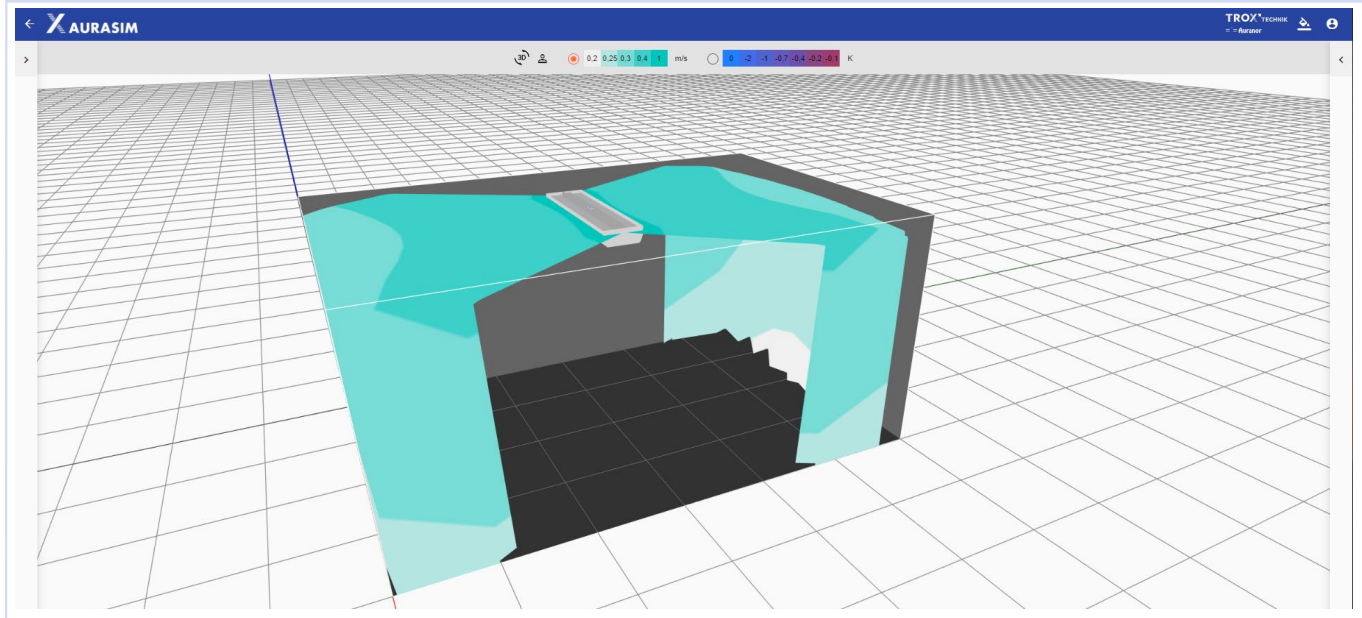 AURASIM
TROX® TECHNIK
Auranor
3D
0,2 0,25 0,3 0,4 1 m/s
0 -2 -1 -0,7 -0,4 -0,2 -0,1 K